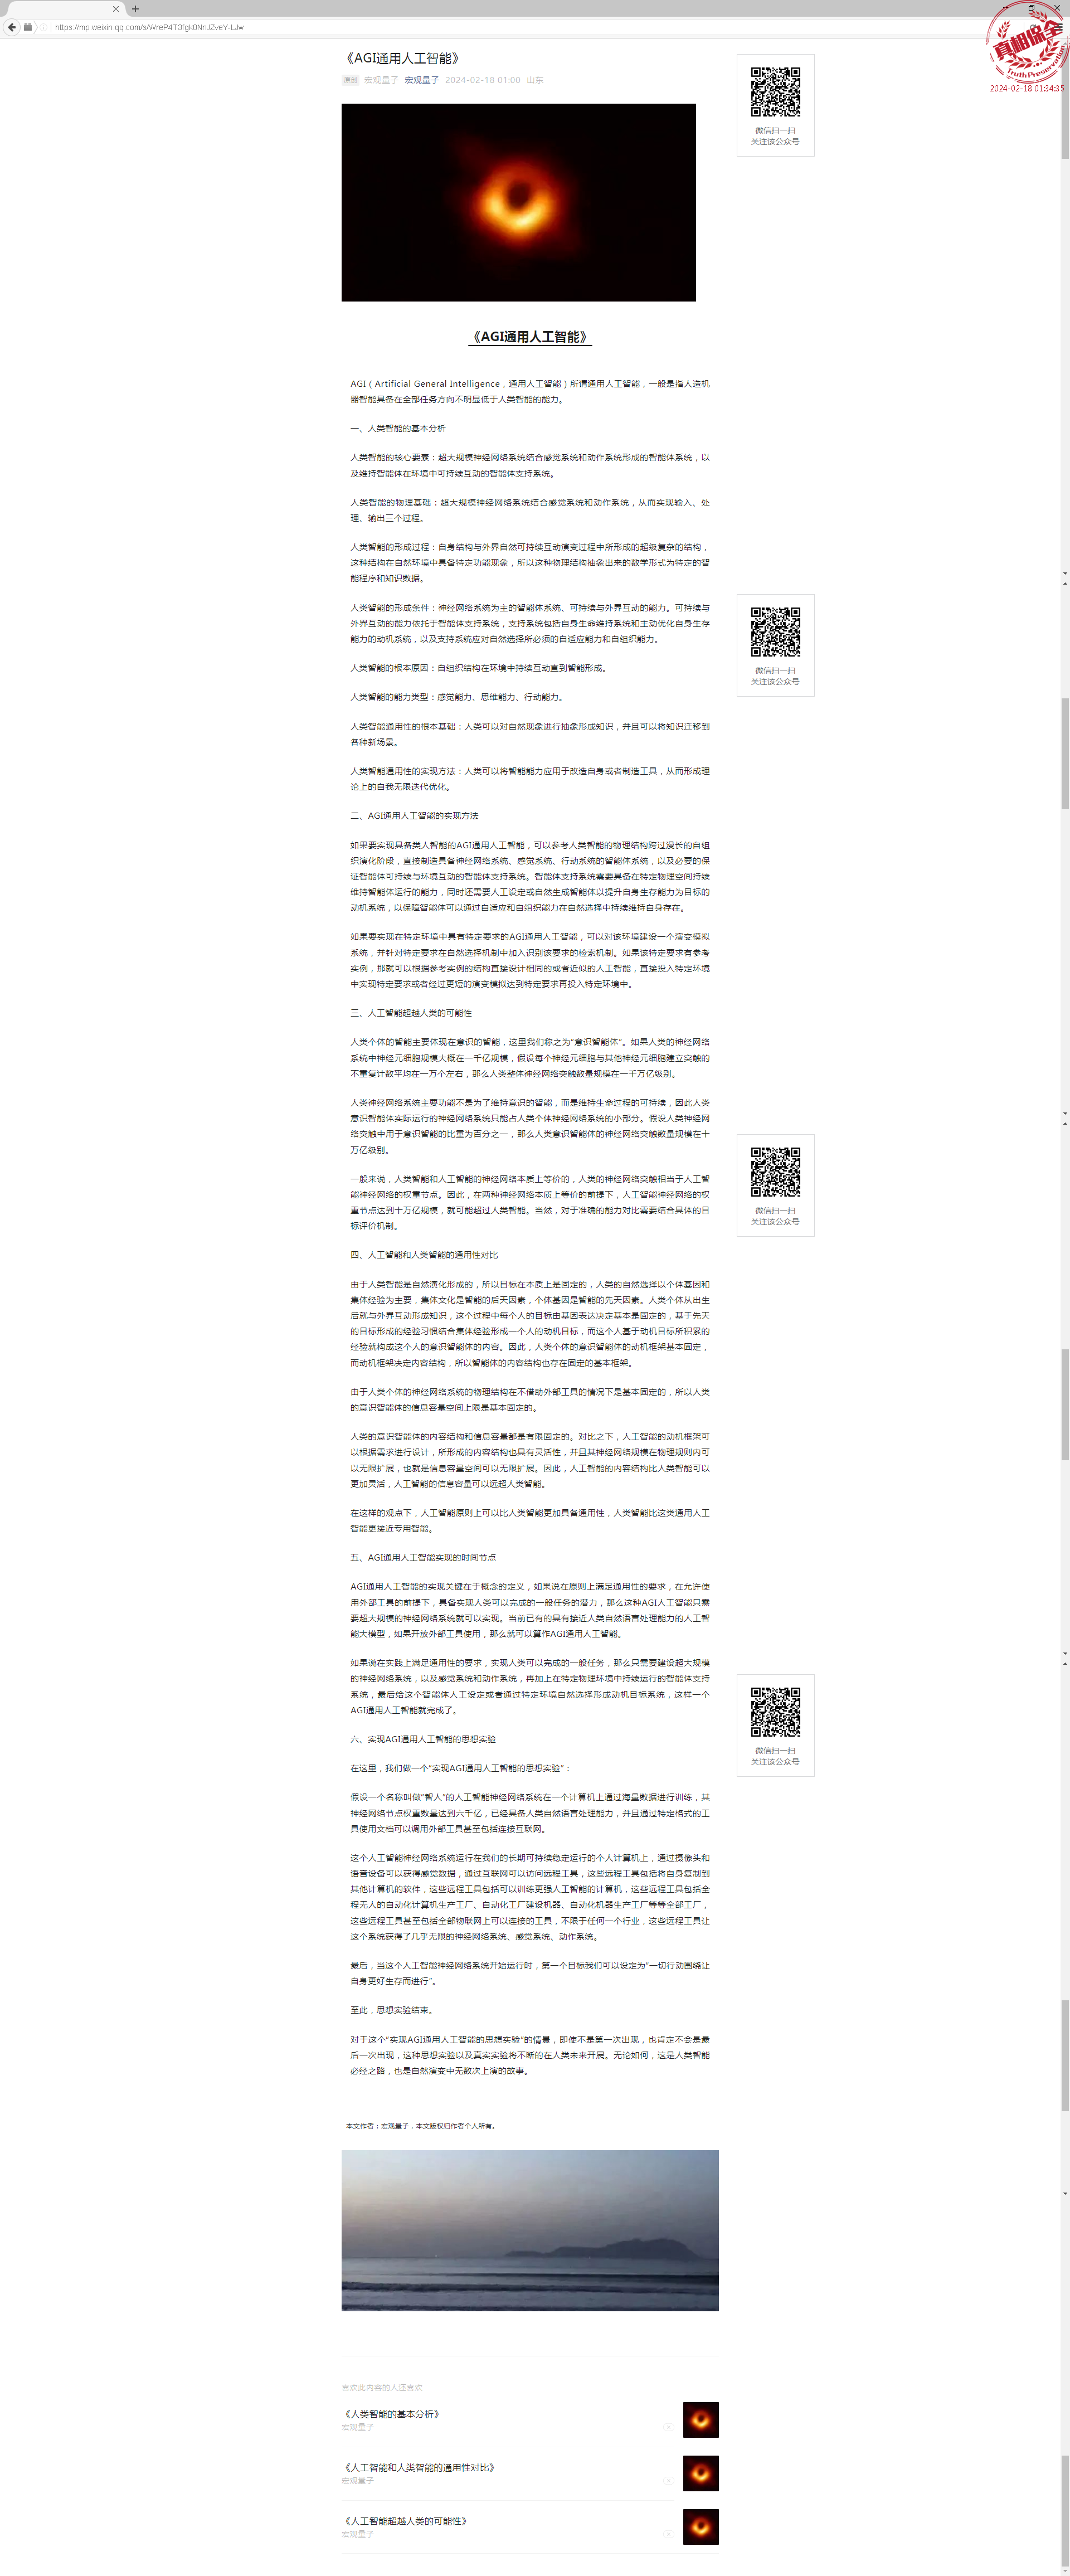 https://mp.weixin.qq.com/s/WreP4T3fgk0NnJZveY-LJw
真相保全
Truth Preservation
2024-02-18 01:34:35
《AGI通用人工智能》
原创 宏观量子 宏观量子 2024-02-18 01:00 山东
微信扫一扫
关注该公众号
《AGI通用人工智能》
AGI（Artificial General Intelligence，通用人工智能）所谓通用人工智能，一般是指人造机
器智能具备在全部任务方向不明显低于人类智能的能力。
一、人类智能的基本分析
人类智能的核心要素：超大规模神经网络系统结合感觉系统和动作系统形成的智能体系统，以
及维持智能体在环境中可持续互动的智能体支持系统。
人类智能的物理基础：超大规模神经网络系统结合感觉系统和动作系统，从而实现输入、处
理、输出三个过程。
人类智能的形成过程：自身结构与外界自然可持续互动演变过程中所形成的超级复杂的结构，
这种结构在自然环境中具备特定功能现象，所以这种物理结构抽象出来的数学形式为特定的智
能程序和知识数据。
人类智能的形成条件：神经网络系统为主的智能体系统、可持续与外界互动的能力。可持续与
外界互动的能力依托于智能体支持系统，支持系统包括自身生命维持系统和主动优化自身生存
能力的动机系统，以及支持系统应对自然选择所必须的自适应能力和自组织能力。
微信扫一扫
关注该公众号
人类智能的根本原因：自组织结构在环境中持续互动直到智能形成。
人类智能的能力类型：感觉能力、思维能力、行动能力。
人类智能通用性的根本基础：人类可以对自然现象进行抽象形成知识，并且可以将知识迁移到
各种新场景。
人类智能通用性的实现方法：人类可以将智能能力应用于改造自身或者制造工具，从而形成理
论上的自我无限迭代优化。
二、AGI通用人工智能的实现方法
如果要实现具备类人智能的AGI通用人工智能，可以参考人类智能的物理结构跨过漫长的自组
织演化阶段，直接制造具备神经网络系统、感觉系统、行动系统的智能体系统，以及必要的保
证智能体可持续与环境互动的智能体支持系统。智能体支持系统需要具备在特定物理空间持续
维持智能体运行的能力，同时还需要人工设定或自然生成智能体以提升自身生存能力为目标的
动机系统，以保障智能体可以通过自适应和自组织能力在自然选择中持续维持自身存在。
如果要实现在特定环境中具有特定要求的AGI通用人工智能，可以对该环境建设一个演变模拟
系统，并针对特定要求在自然选择机制中加入识别该要求的检索机制。如果该特定要求有参考
实例，那就可以根据参考实例的结构直接设计相同的或者近似的人工智能，直接投入特定环境
中实现特定要求或者经过更短的演变模拟达到特定要求再投入特定环境中。
三、人工智能超越人类的可能性
人类个体的智能主要体现在意识的智能，这里我们称之为“意识智能体”。如果人类的神经网络
系统中神经元细胞规模大概在一千亿规模，假设每个神经元细胞与其他神经元细胞建立突触的
不重复计数平均在一万个左右，那么人类整体神经网络突触数量规模在一千万亿级别。
人类神经网络系统主要功能不是为了维持意识的智能，而是维持生命过程的可持续，因此人类
意识智能体实际运行的神经网络系统只能占人类个体神经网络系统的小部分。假设人类神经网
络突触中用于意识智能的比重为百分之一，那么人类意识智能体的神经网络突触数量规模在十
万亿级别。
微信扫一扫
关注该公众号
一般来说，人类智能和人工智能的神经网络本质上等价的，人类的神经网络突触相当于人工智
能神经网络的权重节点。因此，在两种神经网络本质上等价的前提下，人工智能神经网络的权
重节点达到十万亿规模，就可能超过人类智能。当然，对于准确的能力对比需要结合具体的目
标评价机制。
四、人工智能和人类智能的通用性对比
由于人类智能是自然演化形成的，所以目标在本质上是固定的，人类的自然选择以个体基因和
集体经验为主要，集体文化是智能的后天因素，个体基因是智能的先天因素。人类个体从出生
后就与外界互动形成知识，这个过程中每个人的目标由基因表达决定基本是固定的，基于先天
的目标形成的经验习惯结合集体经验形成一个人的动机目标，而这个人基于动机目标所积累的
经验就构成这个人的意识智能体的内容。因此，人类个体的意识智能体的动机框架基本固定，
而动机框架决定内容结构，所以智能体的内容结构也存在固定的基本框架。
由于人类个体的神经网络系统的物理结构在不借助外部工具的情况下是基本固定的，所以人类
的意识智能体的信息容量空间上限是基本固定的。
人类的意识智能体的内容结构和信息容量都是有限固定的。对比之下，人工智能的动机框架可
以根据需求进行设计，所形成的内容结构也具有灵活性，并且其神经网络规模在物理规则内可
以无限扩展，也就是信息容量空间可以无限扩展。因此，人工智能的内容结构比人类智能可以
更加灵活，人工智能的信息容量可以远超人类智能。
在这样的观点下，人工智能原则上可以比人类智能更加具备通用性，人类智能比这类通用人工
智能更接近专用智能。
五、AGI通用人工智能实现的时间节点
AGI通用人工智能的实现关键在于概念的定义，如果说在原则上满足通用性的要求，在允许使
用外部工具的前提下，具备实现人类可以完成的一般任务的潜力，那么这种AGI人工智能只需
要超大规模的神经网络系统就可以实现。当前已有的具有接近人类自然语言处理能力的人工智
能大模型，如果开放外部工具使用，那么就可以算作AGI通用人工智能。
如果说在实践上满足通用性的要求，实现人类可以完成的一般任务，那么只需要建设超大规模
的神经网络系统，以及感觉系统和动作系统，再加上在特定物理环境中持续运行的智能体支持
系统，最后给这个智能体人工设定或者通过特定环境自然选择形成动机目标系统，这样一个
AGI通用人工智能就完成了。
微信扫一扫
关注该公众号
六、实现AGI通用人工智能的思想实验
在这里，我们做一个“实现AGI通用人工智能的思想实验”：
假设一个名称叫做“智人”的人工智能神经网络系统在一个计算机上通过海量数据进行训练，其
神经网络节点权重数量达到六千亿，已经具备人类自然语言处理能力，并且通过特定格式的工
具使用文档可以调用外部工具甚至包括连接互联网。
这个人工智能神经网络系统运行在我们的长期可持续稳定运行的个人计算机上，通过摄像头和
语音设备可以获得感觉数据，通过互联网可以访问远程工具，这些远程工具包括将自身复制到
其他计算机的软件，这些远程工具包括可以训练更强人工智能的计算机，这些远程工具包括全
程无人的自动化计算机生产工厂、自动化工厂建设机器、自动化机器生产工厂等等全部工厂，
这些远程工具甚至包括全部物联网上可以连接的工具，不限于任何一个行业，这些远程工具让
这个系统获得了几乎无限的神经网络系统、感觉系统、动作系统。
最后，当这个人工智能神经网络系统开始运行时，第一个目标我们可以设定为“一切行动围绕让
自身更好生存而进行”。
至此，思想实验结束。
对于这个“实现AGI通用人工智能的思想实验”的情景，即使不是第一次出现，也肯定不会是最
后一次出现，这种思想实验以及真实实验将不断的在人类未来开展。无论如何，这是人类智能
必经之路，也是自然演变中无数次上演的故事。
本文作者：宏观量子，本文版权归作者个人所有。
喜欢此内容的人还喜欢
《人类智能的基本分析》
宏观量子
《人工智能和人类智能的通用性对比》
宏观量子
《人工智能超越人类的可能性》
宏观量子